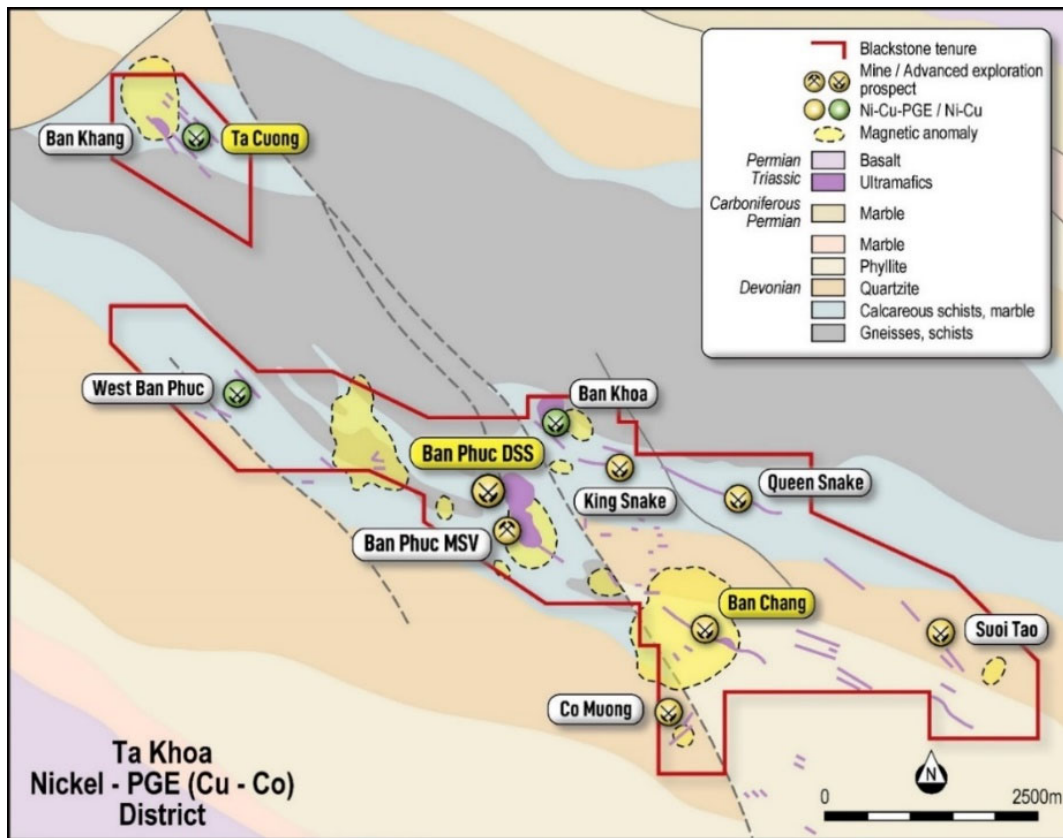 Blackstone tenure
Mine / Advanced exploration
prospect
Ni-Cu-PGE / Ni-Cu
Magnetic anomaly
Permian
Triassic
Basalt
Ultramafics
Carboniferous
Permian
Marble
Marble
Phyllite
Devonian
Quartzite
Calcareous schists, marble
Gneisses, schists
Ban Khang
Ta Cuong
West Ban Phuc
Ban Khoa
Ban Phuc DSS
King Snake
Queen Snake
Ban Phuc MSV
Ban Chang
Suoi Tao
Co Muong
Ta Khoa
Nickel - PGE (Cu - Co)
District
N
0
2500m